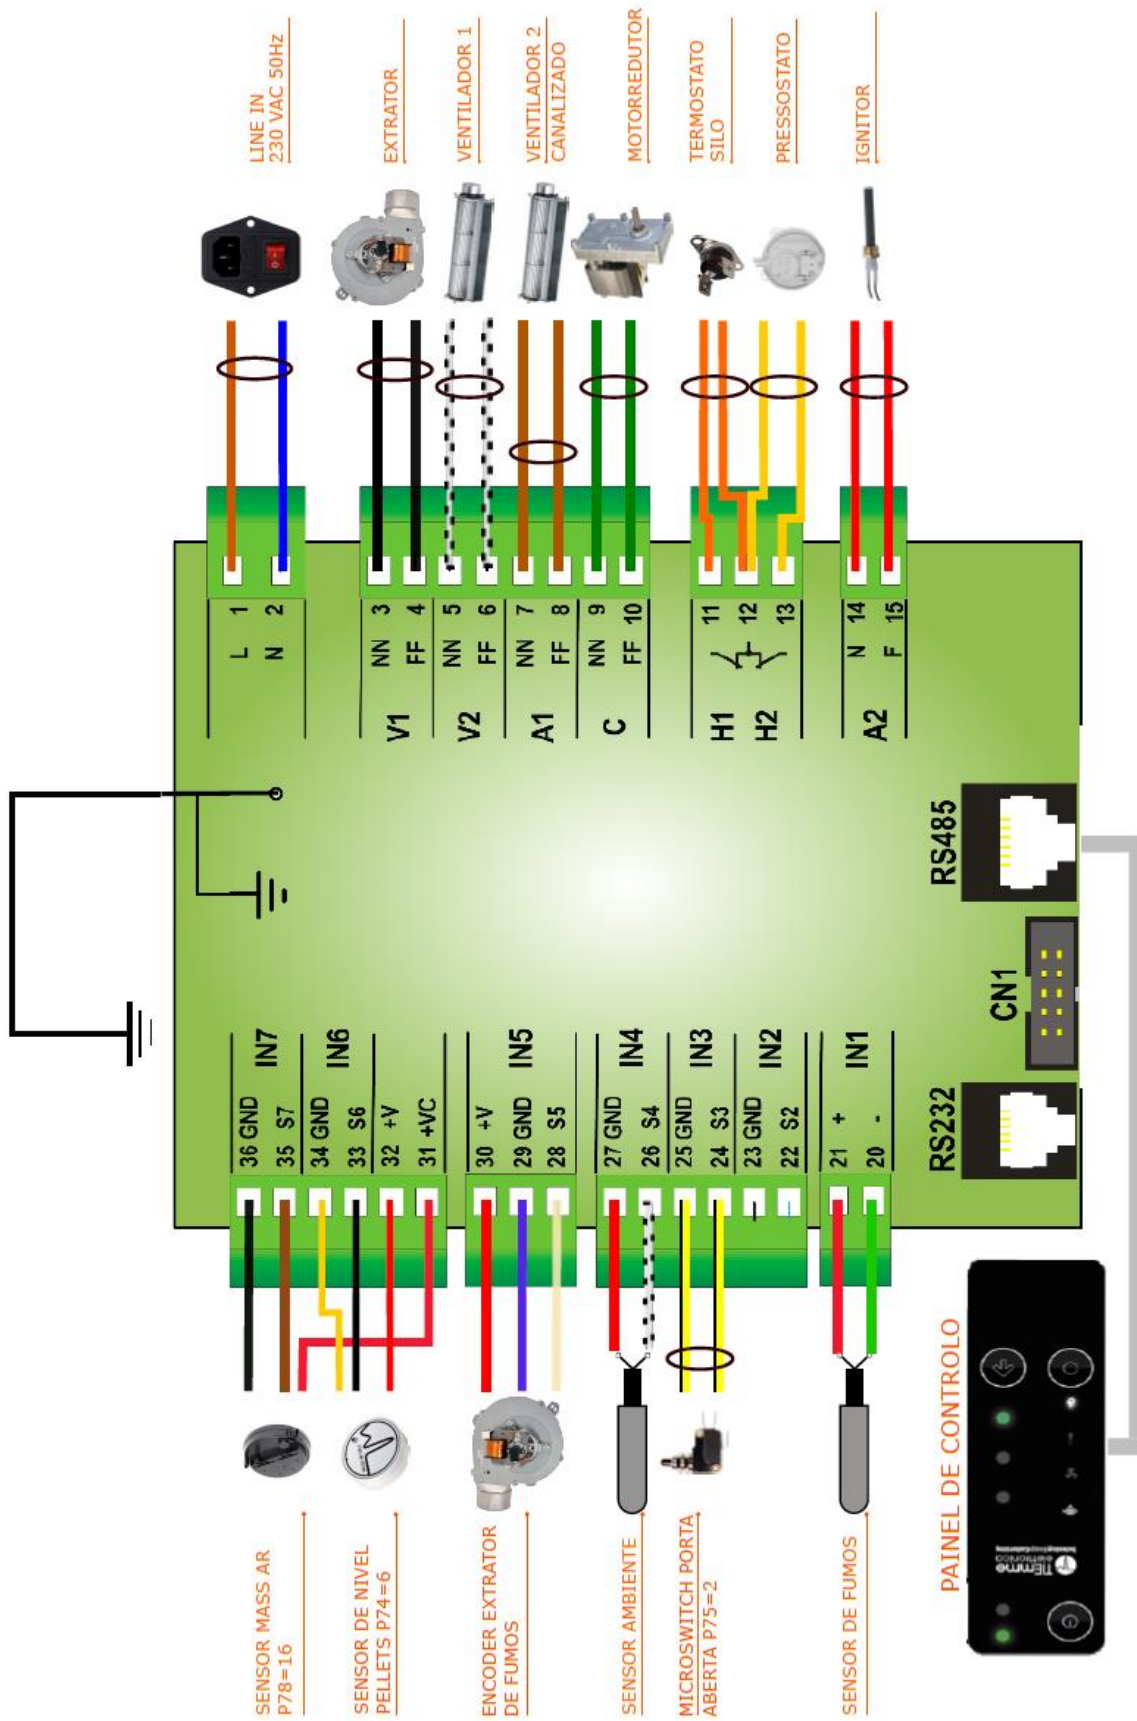 LINE IN
230 VAC 50Hz
EXTRATOR
VENTILADOR 1
VENTILADOR 2
CANALIZADO
MOTORREDUTOR
TERMOSTATO
SILO
PRESSOSTATO
IGNITOR
L 1
N 2
NN 3
FF 4
V1
NN 5
FF 6
V2
NN 7
FF 8
A1
NN 9
FF 10
C
11
12
13
H1
H2
N 14
F 15
A2
RS485
CN1
RS232
36 GND
35 S7
IN7
34 GND
33 S6
IN6
32 +V
31 +VC
30 +V
29 GND
28 S5
IN5
27 GND
26 S4
IN4
25 GND
24 S3
IN3
23 GND
22 S2
IN2
21 +
20 -
IN1
SENSOR MASS AR
P78=16
SENSOR DE NIVEL
PELLETS P74=6
ENCODER EXTRATOR
DE FUMOS
SENSOR AMBIENTE
MICROSWITCH PORTA
ABERTA P75=2
SENSOR DE FUMOS
PAINEL DE CONTROLO
TiEmme
elettronica